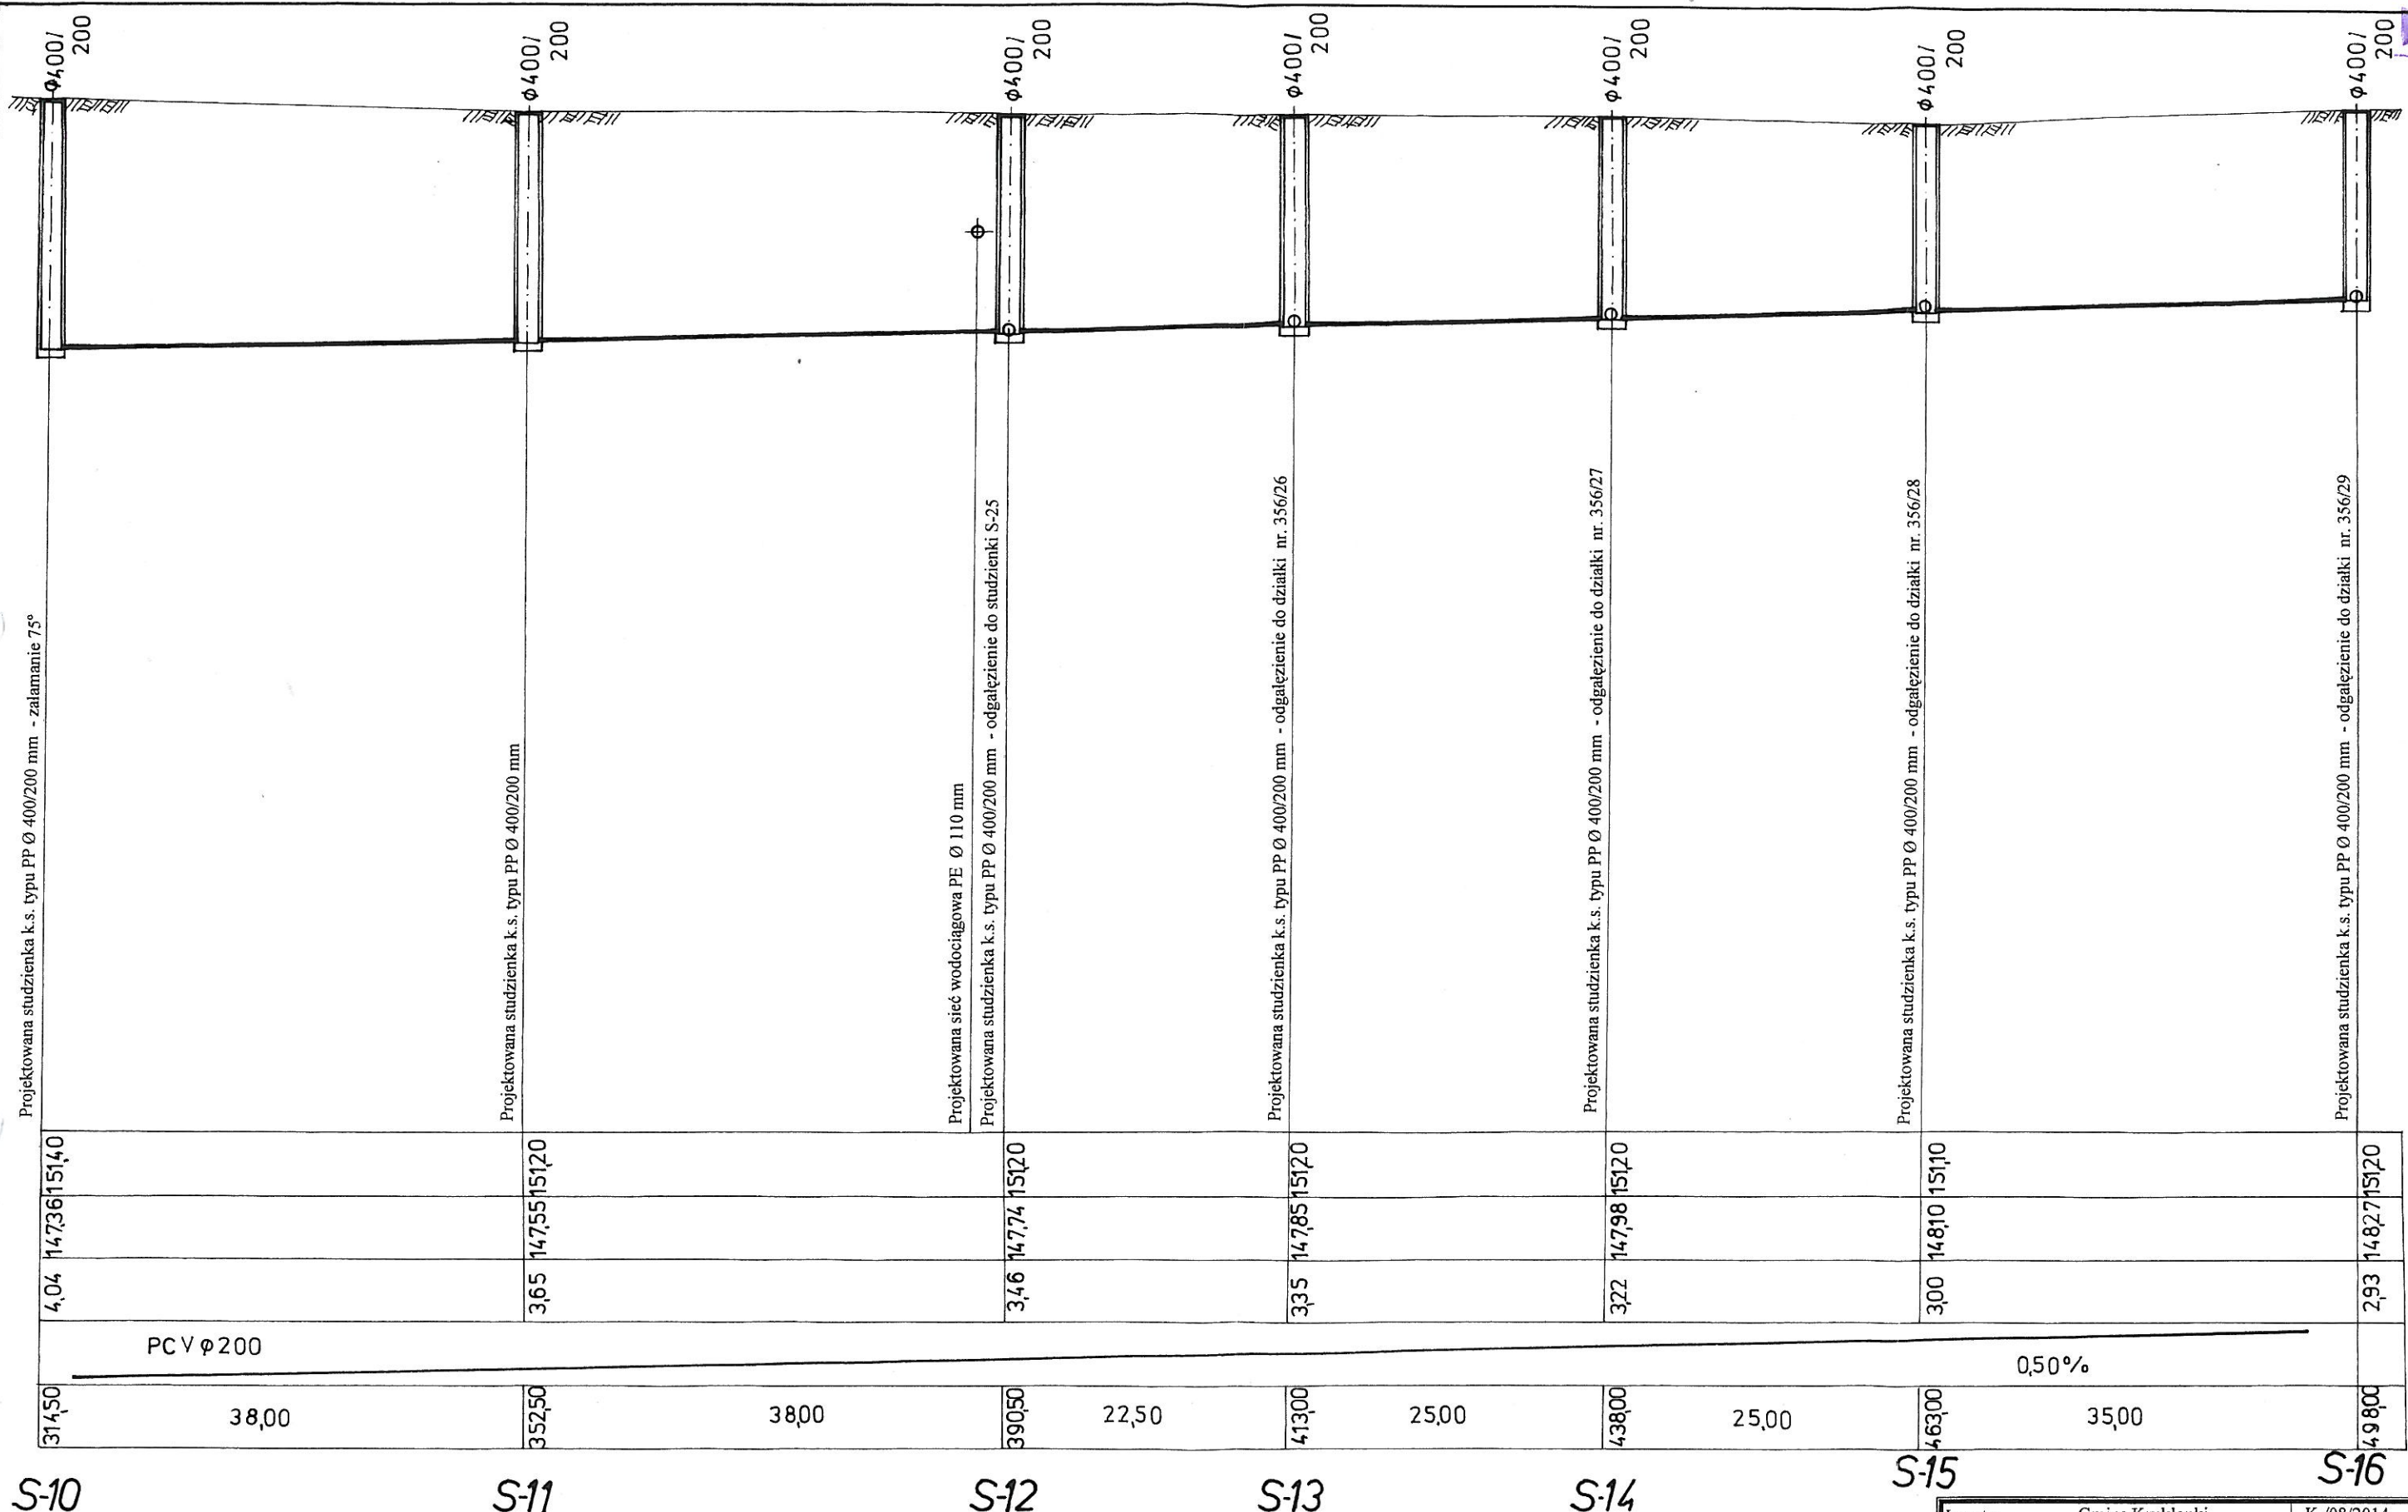 φ400/
200
φ400/
200
φ400/
200
φ400/
200
φ400/
200
φ400/
200
φ400/
200
Projektowana studzienka k.s. typu PP Ø 400/200 mm - załamanie 75°
Projektowana studzienka k.s. typu PP Ø 400/200 mm
Projektowana sieć wodociągowa PE Ø 110 mm
Projektowana studzienka k.s. typu PP Ø 400/200 mm - odgałęzienie do studzienki S-25
Projektowana studzienka k.s. typu PP Ø 400/200 mm - odgałęzienie do działki nr. 356/26
Projektowana studzienka k.s. typu PP Ø 400/200 mm - odgałęzienie do działki nr. 356/27
Projektowana studzienka k.s. typu PP Ø 400/200 mm - odgałęzienie do działki nr. 356/28
Projektowana studzienka k.s. typu PP Ø 400/200 mm - odgałęzienie do działki nr. 356/29
151,40
151,20
151,20
151,20
151,20
151,10
151,20
147,36
147,55
147,74
147,85
147,98
148,10
148,27
4,04
3,65
3,46
3,35
3,22
3,00
2,93
PCV φ200
0,50%
314,50
38,00
352,50
38,00
390,50
22,50
413,00
25,00
438,00
25,00
463,00
35,00
498,00
S-10
S-11
S-12
S-13
S-14
S-15
S-16